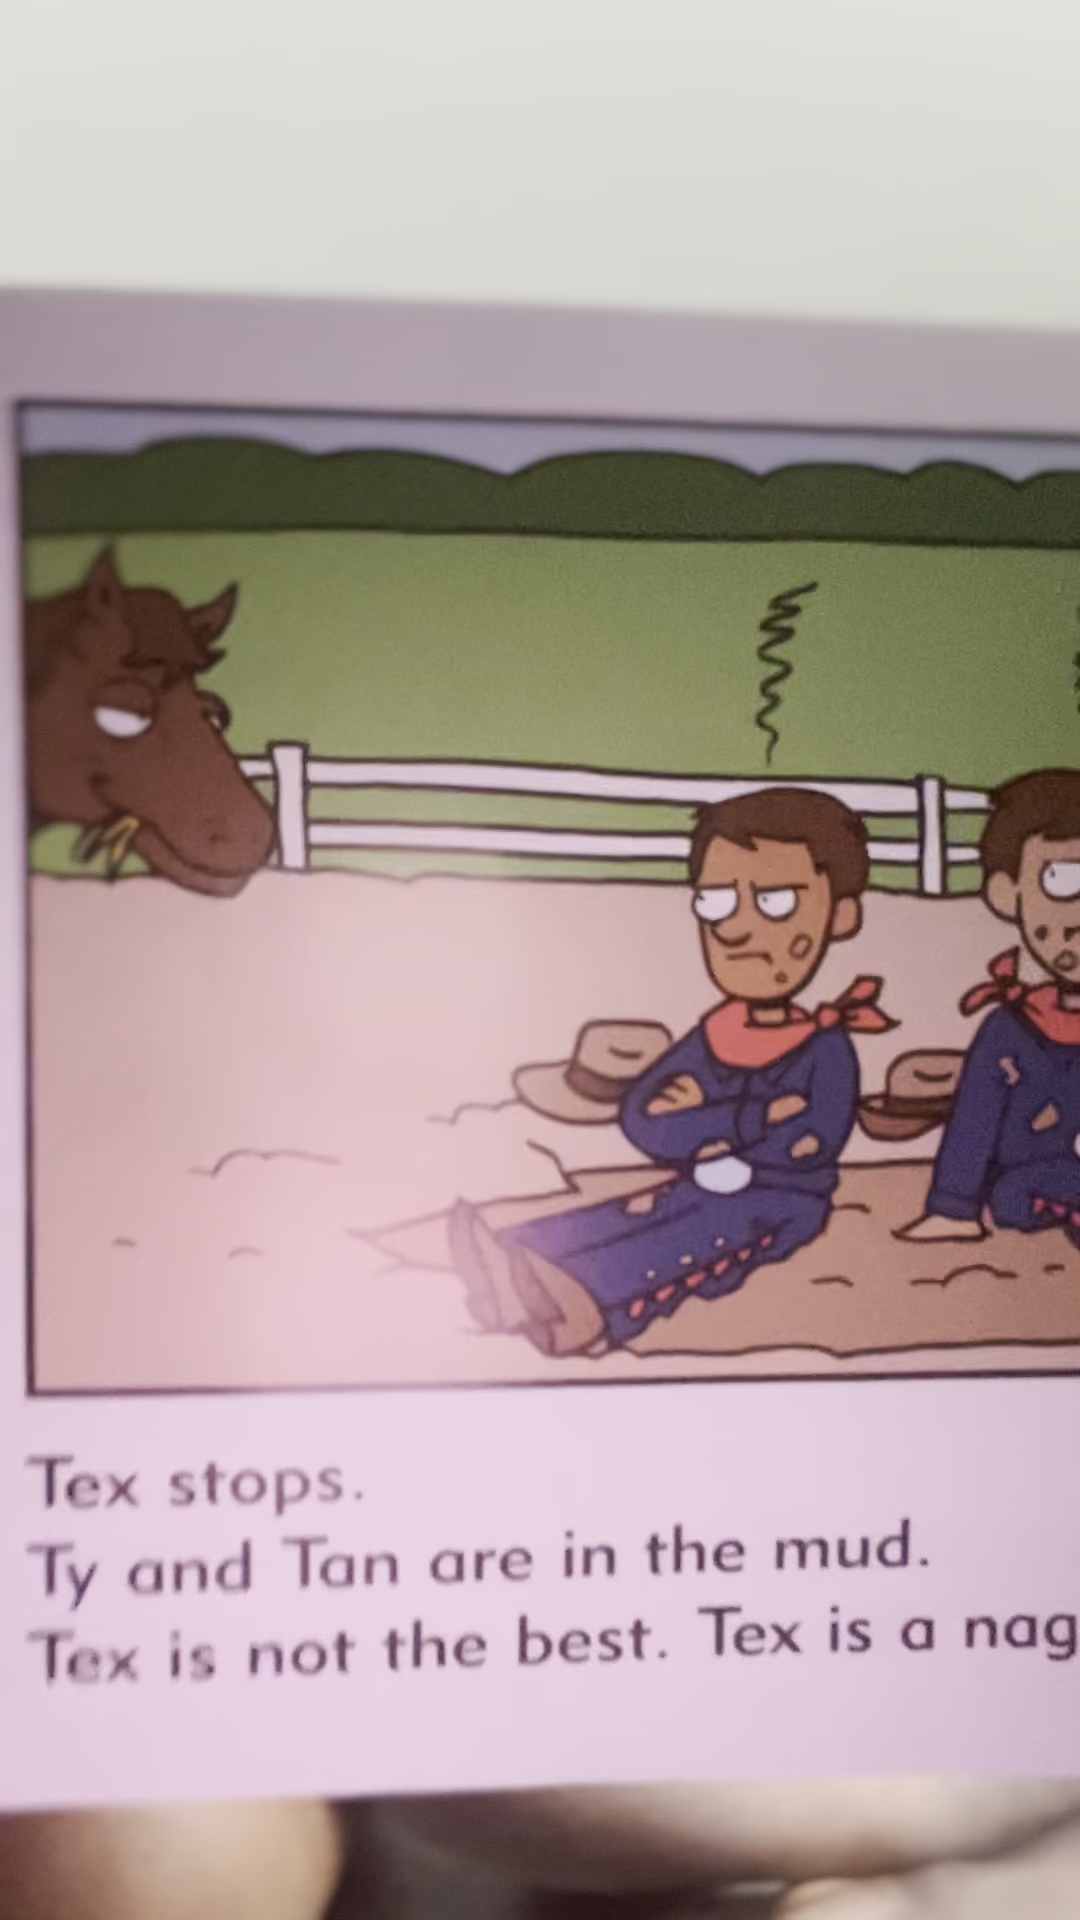 Tex stops.
Ty and Tan are in the mud.
Tex is not the best. Tex is a nag